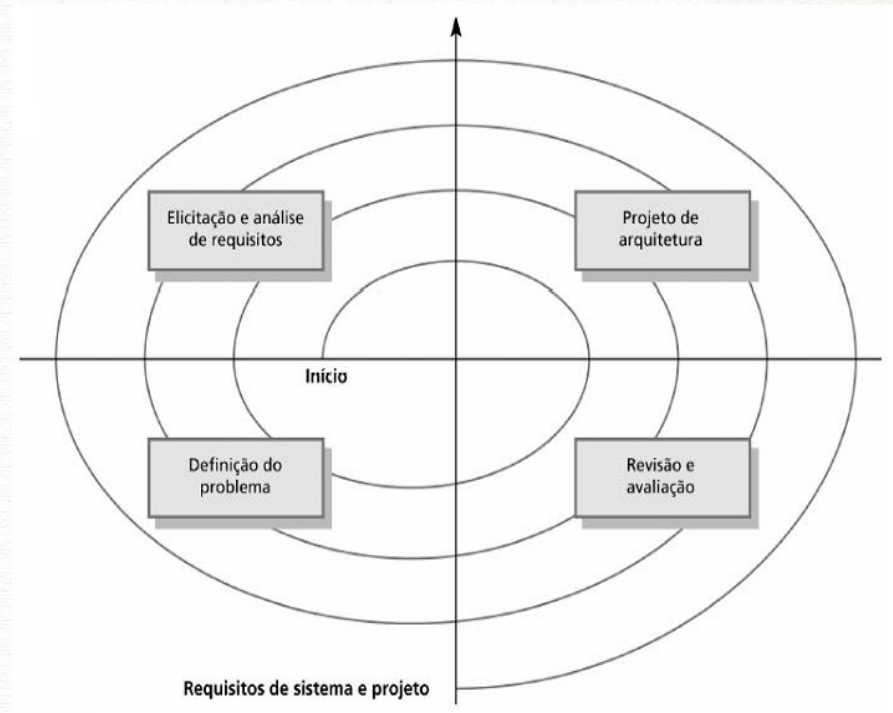 Elicitação e análise
de requisitos
Projeto de
arquitetura
Início
Definição do
problema
Revisão e
avaliação
Requisitos de sistema e projeto